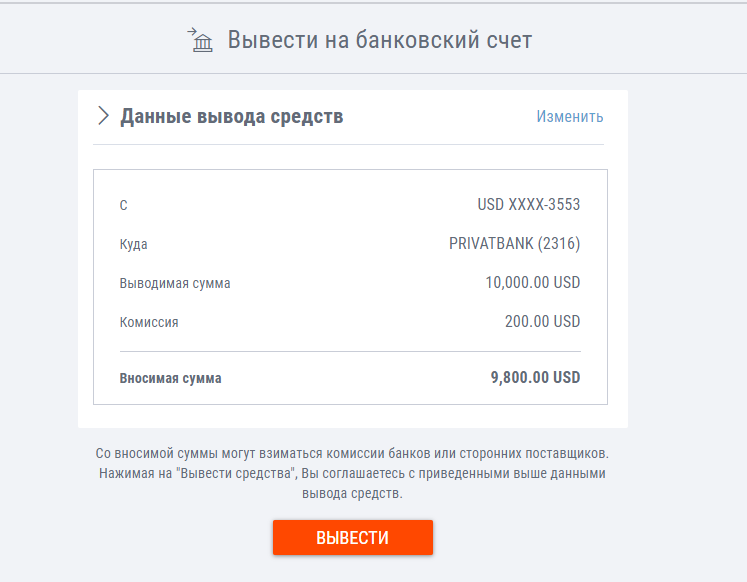 Вывести на банковский счет
Данные вывода средств Изменить
С USD XXXX-3553
Куда PRIVATBANK (2316)
Выводимая сумма 10,000.00 USD
Комиссия 200.00 USD
Вносимая сумма 9,800.00 USD
Со вносимой суммы могут взиматься комиссии банков или сторонних поставщиков.
Нажимая на "Вывести средства", Вы соглашаетесь с приведенными выше данными
вывода средств.
ВЫВЕСТИ